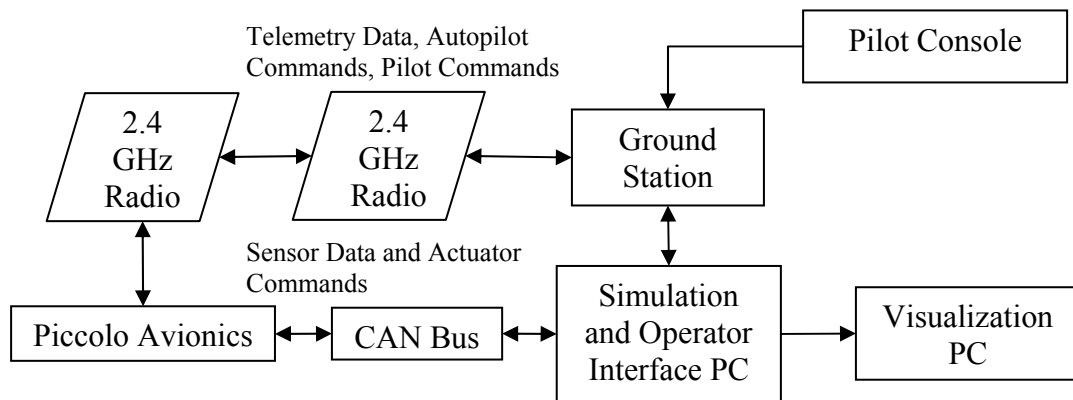 Telemetry Data, Autopilot
Commands, Pilot Commands
Pilot Console
2.4
GHz
Radio
2.4
GHz
Radio
Ground
Station
Sensor Data and Actuator
Commands
Piccolo Avionics
CAN Bus
Simulation
and Operator
Interface PC
Visualization
PC